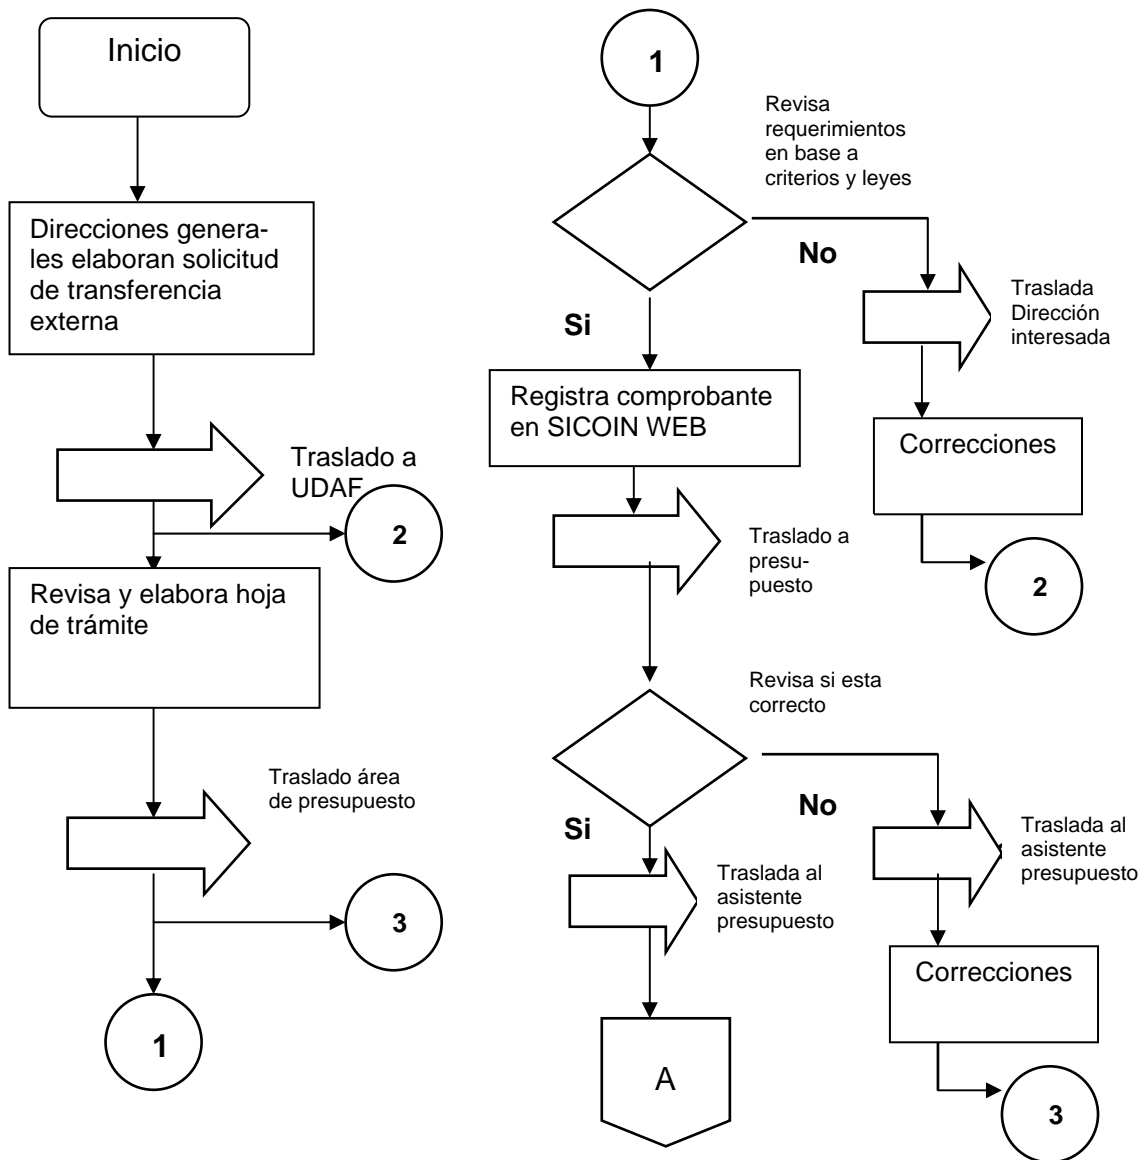 Inicio
Direcciones genera-
les elaboran solicitud
de transferencia
externa
Traslado a
UDAF
2
Revisa y elabora hoja
de trámite
Traslado área
de presupuesto
3
1
1
Revisa
requerimientos
en base a
criterios y leyes
No
Si
Traslada
Dirección
interesada
Registra comprobante
en SICOIN WEB
Correcciones
Traslado a
presu-
puesto
2
Revisa si esta
correcto
No
Si
Traslada al
asistente
presupuesto
Traslada al
asistente
presupuesto
Correcciones
A
3